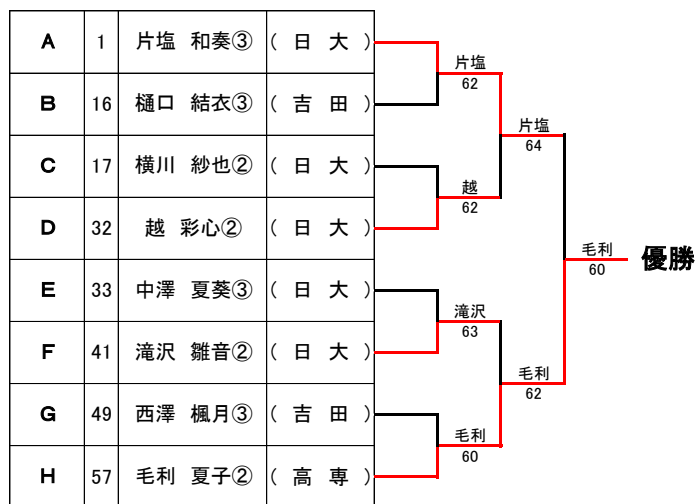 A 1 片塩 和奏③ ( 日 大 )
B 16 樋口 結衣③ ( 吉 田 )
C 17 横川 紗也② ( 日 大 )
D 32 越 彩心② ( 日 大 )
E 33 中澤 夏葵③ ( 日 大 )
F 41 滝沢 雛音② ( 日 大 )
G 49 西澤 楓月③ ( 吉 田 )
H 57 毛利 夏子② ( 高 専 )
片塩
62
越
62
滝沢
63
毛利
60
片塩
64
毛利
62
毛利
60
優勝